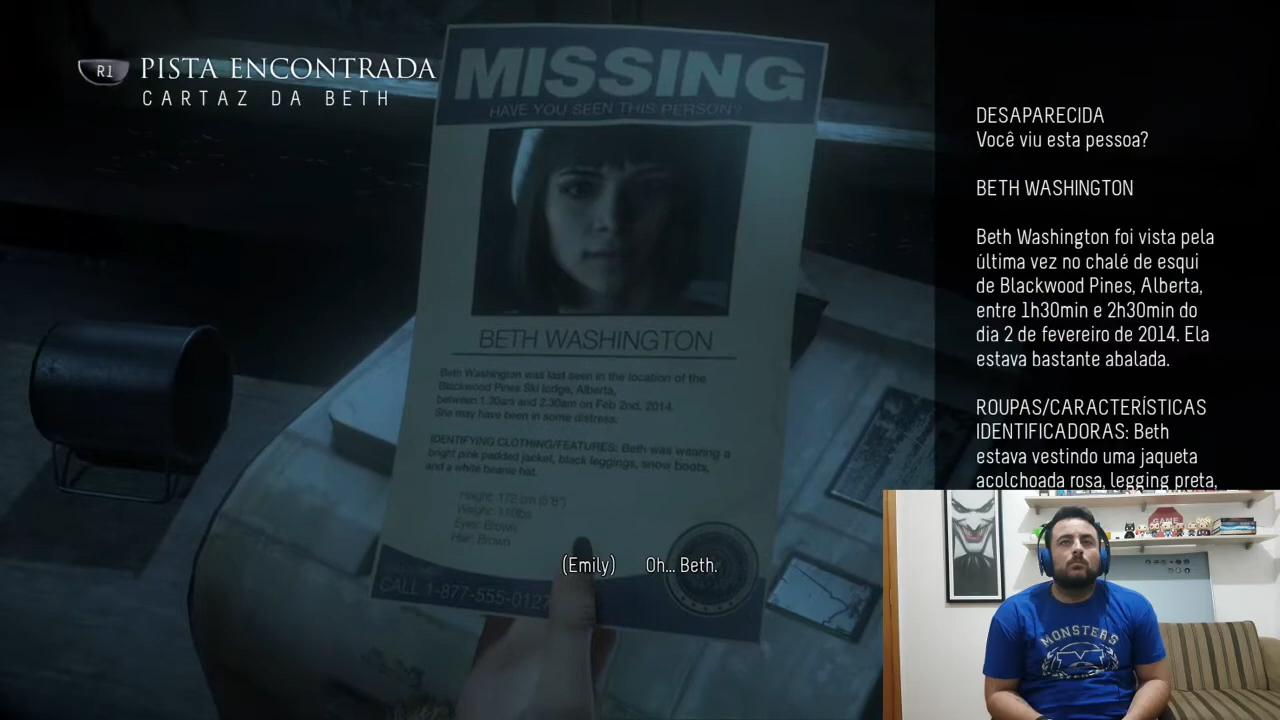 R1 PISTA ENCONTRADA
CARTAZ DA BETH
MISSING
HAVE YOU SEEN THIS PERSON?
BETH WASHINGTON
Beth Washington was last seen in the location of the
Blackwood Pines Ski lodge, Alberta,
between 1.30am and 2.30am on Feb 2nd, 2014.
She may have been in some distress.
IDENTIFYING CLOTHING/FEATURES: Beth was wearing a
bright pink padded jacket, black leggings, snow boots,
and a white beanie hat.
Height: 172 cm (5'8")
Weight: 110lbs
Eyes: Brown
Hair: Brown
CALL 1-877-555-0127
(Emily) Oh... Beth.
DESAPARECIDA
Você viu esta pessoa?
BETH WASHINGTON
Beth Washington foi vista pela
última vez no chalé de esqui
de Blackwood Pines, Alberta,
entre 1h30min e 2h30min do
dia 2 de fevereiro de 2014. Ela
estava bastante abalada.
ROUPAS/CARACTERÍSTICAS
IDENTIFICADORAS: Beth
estava vestindo uma jaqueta
acolchoada rosa, legging preta,
GAME
MONSTERS